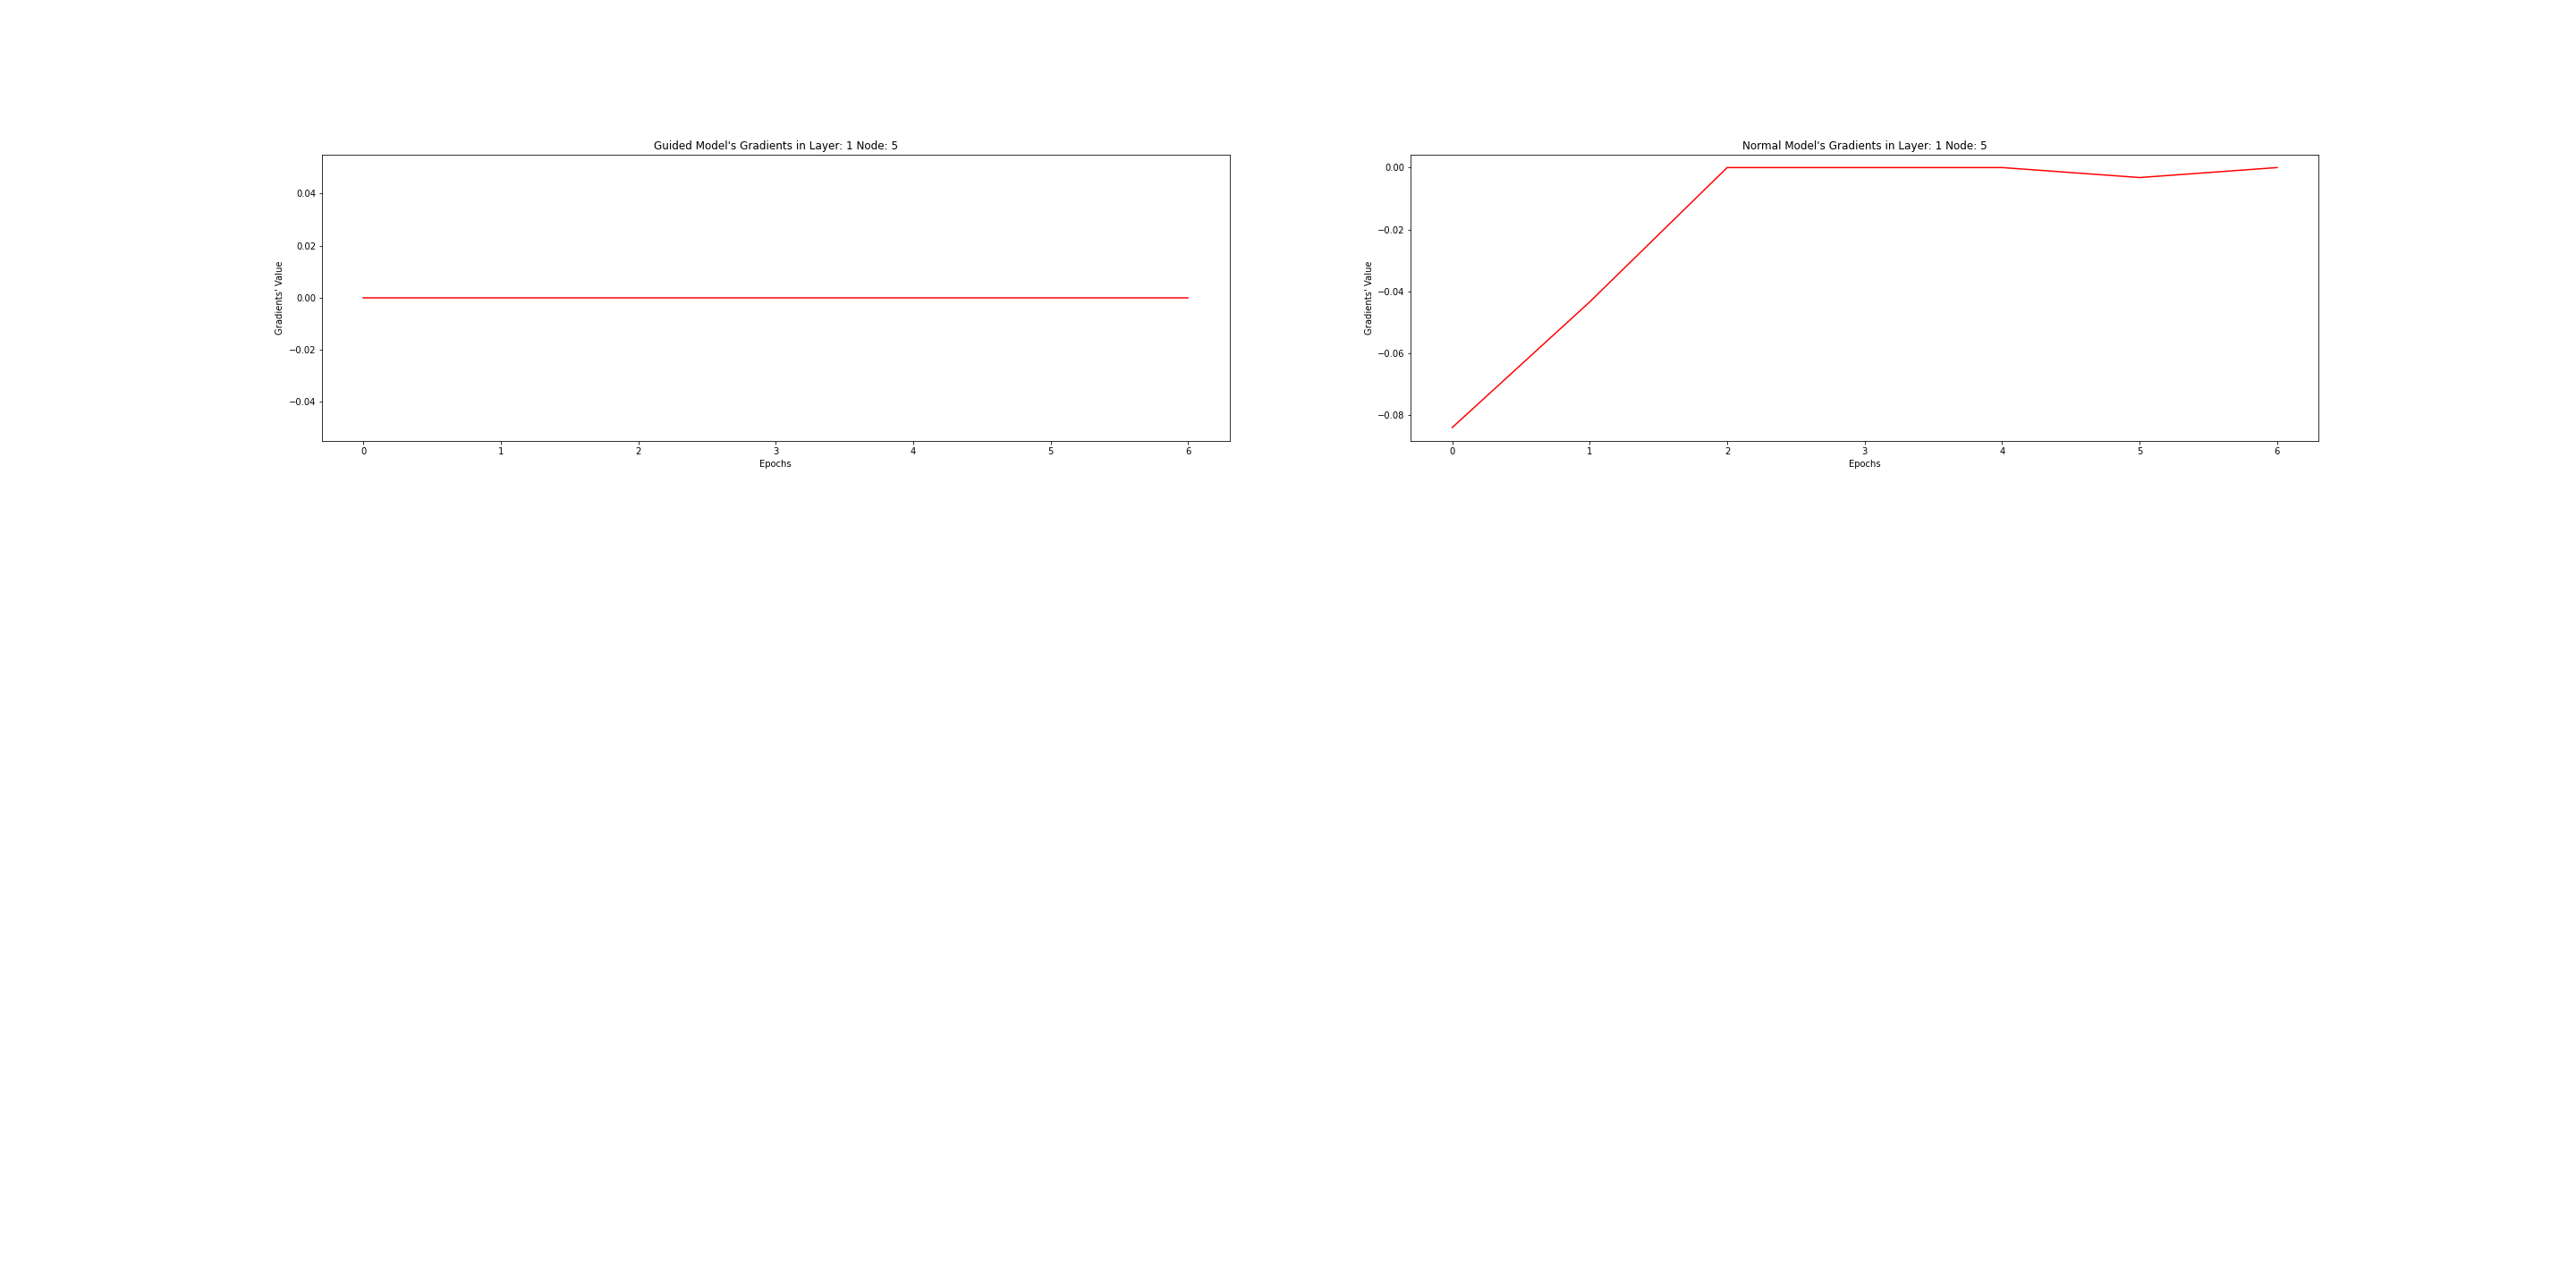 Guided Model's Gradients in Layer: 1 Node: 5
0.04
0.02
0.00
−0.02
−0.04
Gradients' Value
0 1 2 3 4 5 6
Epochs
Normal Model's Gradients in Layer: 1 Node: 5
0.00
−0.02
−0.04
−0.06
−0.08
Gradients' Value
0 1 2 3 4 5 6
Epochs